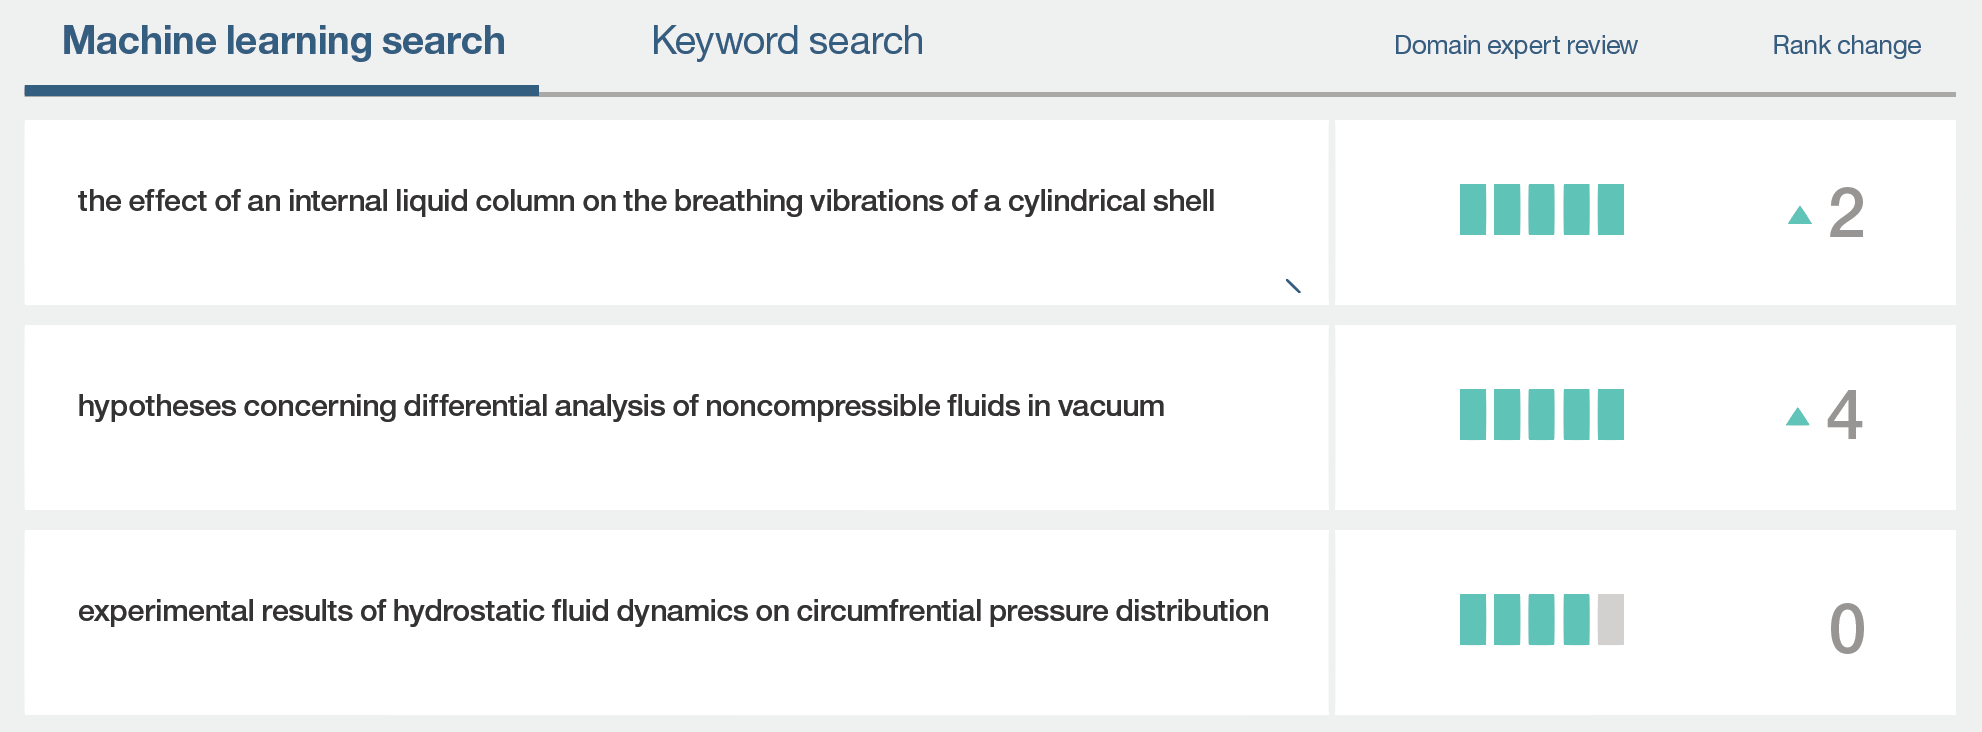 Machine learning search Keyword search Domain expert review Rank change
the effect of an internal liquid column on the breathing vibrations of a cylindrical shell 2
hypotheses concerning differential analysis of noncompressible fluids in vacuum 4
experimental results of hydrostatic fluid dynamics on circumfrential pressure distribution 0